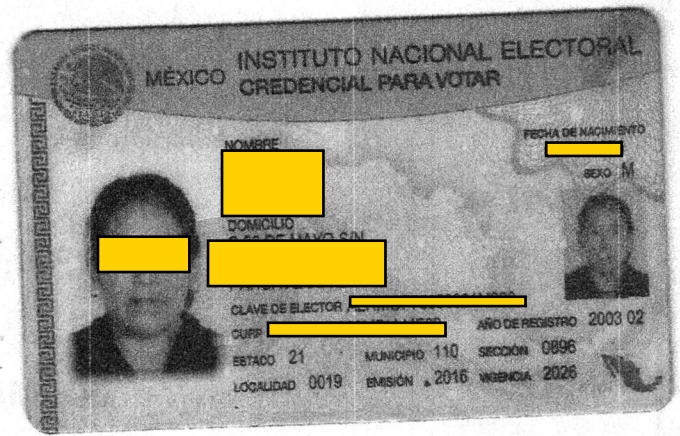 MÉXICO INSTITUTO NACIONAL ELECTORAL
CREDENCIAL PARA VOTAR
NOMBRE
FECHA DE NACIMIENTO
SEXO M
DOMICILIO
CLAVE DE ELECTOR
CURP
AÑO DE REGISTRO 2003 02
ESTADO 21 MUNICIPIO 110 SECCIÓN 0896
LOCALIDAD 0019 EMISIÓN 2016 VIGENCIA 2026